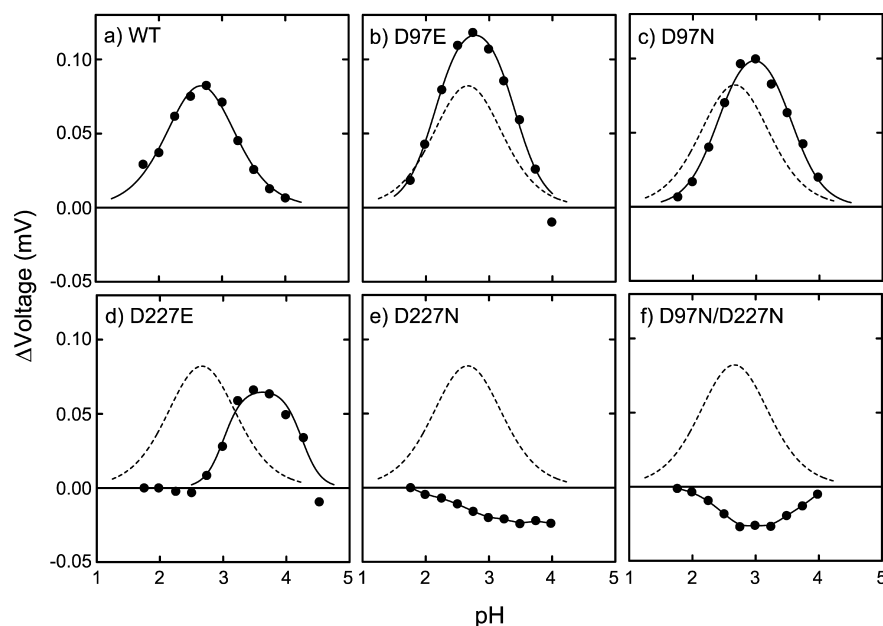 a) WT
b) D97E
c) D97N
0.10
0.05
0.00
-0.05
d) D227E
e) D227N
f) D97N/D227N
0.10
0.05
0.00
-0.05
1 2 3 4 5 2 3 4 5 1 2 3 4 5
ΔVoltage (mV)
pH